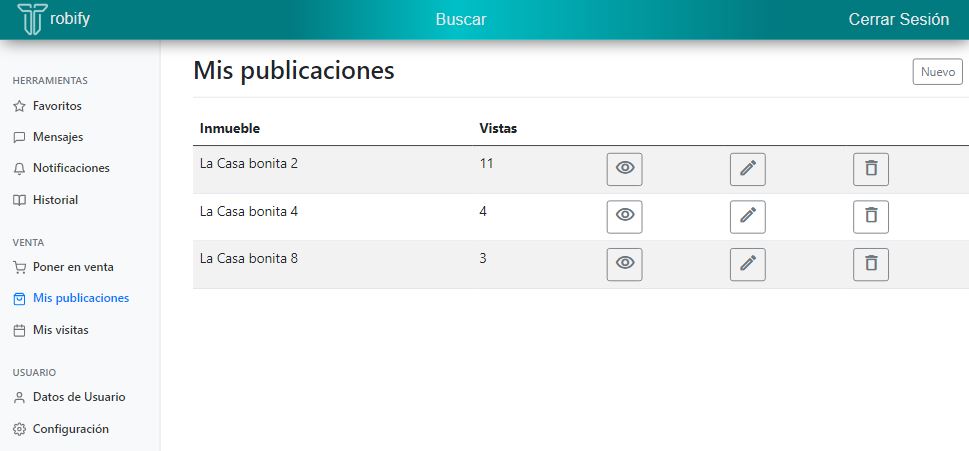 Trobify
Buscar
Cerrar Sesión
HERRAMIENTAS
Favoritos
Mensajes
Notificaciones
Historial
VENTA
Poner en venta
Mis publicaciones
Mis visitas
USUARIO
Datos de Usuario
Configuración
Mis publicaciones
Nuevo
Inmueble Vistas
La Casa bonita 2 11
La Casa bonita 4 4
La Casa bonita 8 3